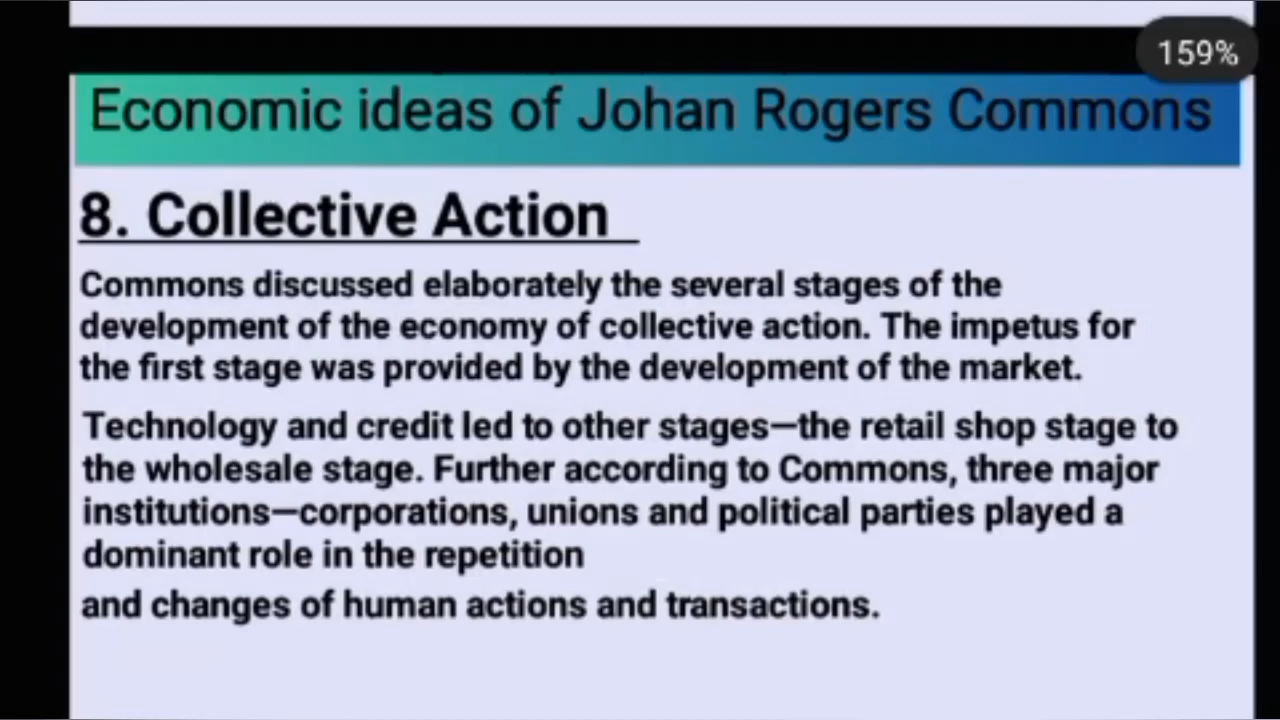 159%
Economic ideas of Johan Rogers Commons
8. Collective Action
Commons discussed elaborately the several stages of the
development of the economy of collective action. The impetus for
the first stage was provided by the development of the market.
Technology and credit led to other stages—the retail shop stage to
the wholesale stage. Further according to Commons, three major
institutions—corporations, unions and political parties played a
dominant role in the repetition
and changes of human actions and transactions.